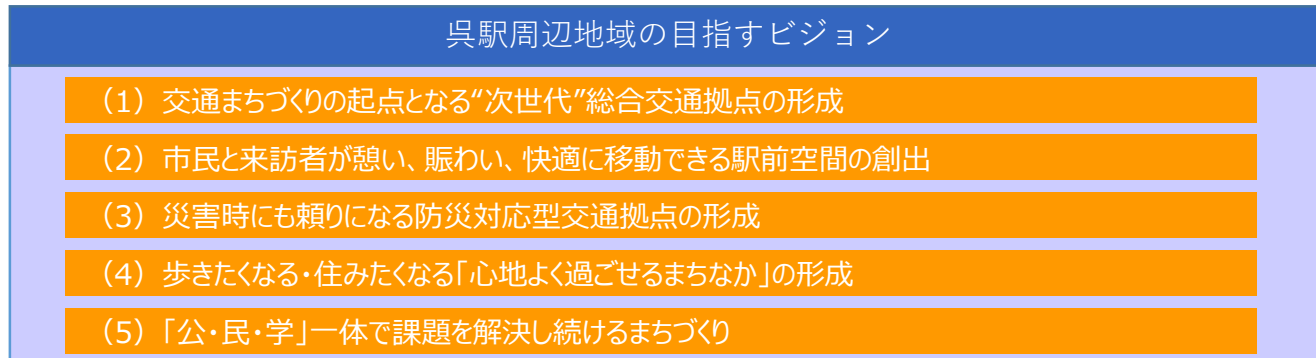 呉駅周辺地域の目指すビジョン
（1）交通まちづくりの起点となる“次世代”総合交通拠点の形成
（2）市民と来訪者が憩い、賑わい、快適に移動できる駅前空間の創出
（3）災害時にも頼りになる防災対応型交通拠点の形成
（4）歩きたくなる・住みたくなる「心地よく過ごせるまちなか」の形成
（5）「公・民・学」一体で課題を解決し続けるまちづくり